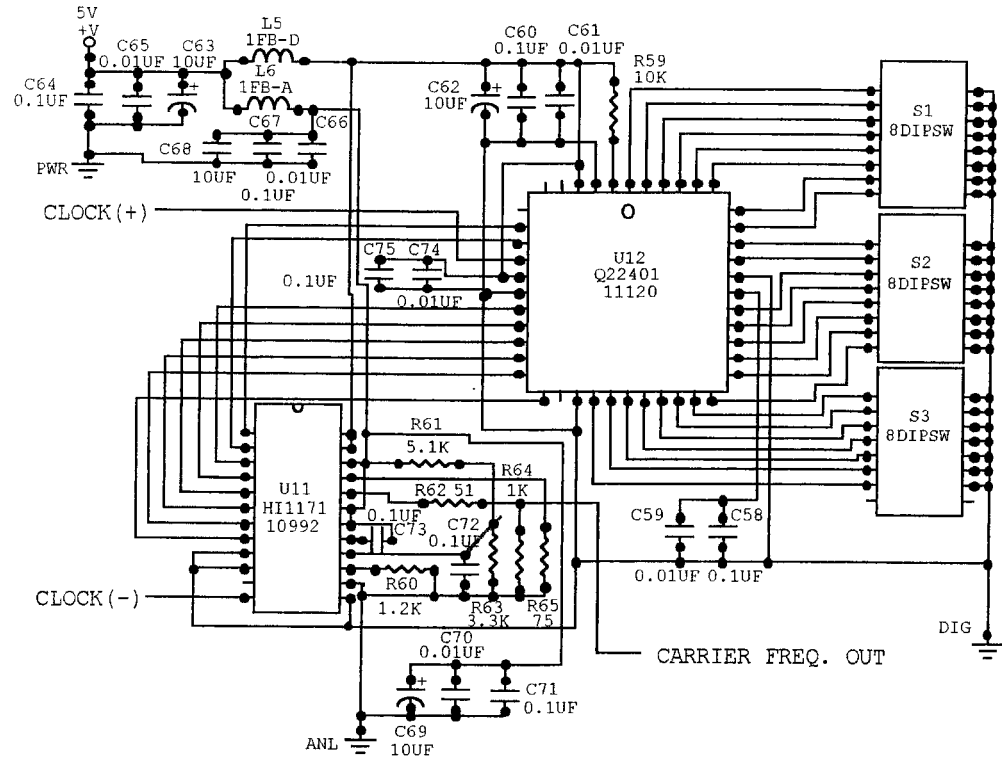 5V
+V
L5
1FB-D
C65
0.01UF
C63
10UF
L6
1FB-A
C64
0.1UF
+
C67
C66
C68
10UF
0.01UF
0.1UF
PWR
C60
0.1UF
C61
0.01UF
R59
10K
C62
10UF
+
S1
8DIPSW
CLOCK(+)
C75
C74
0.1UF
0.01UF
U12
Q22401
11120
S2
8DIPSW
S3
8DIPSW
R61
5.1K
R64
1K
U11
HI1171
10992
R62
51
0.1UF
C73
C72
0.1UF
C59
C58
0.01UF
0.1UF
R60
1.2K
R63
3.3K
R65
75
CLOCK(-)
DIG
C70
0.01UF
CARRIER FREQ. OUT
+
C71
0.1UF
C69
10UF
ANL